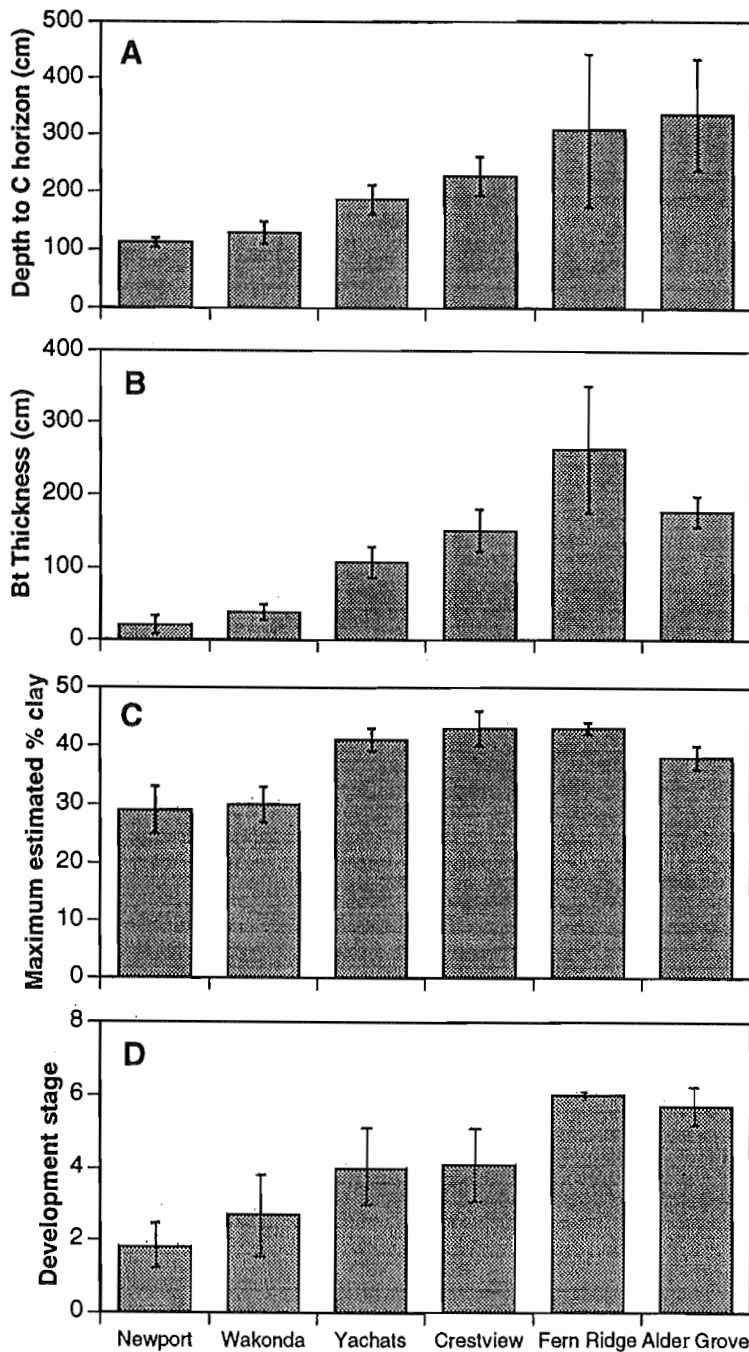 A
Depth to C horizon (cm)
500
400
300
200
100
0
B
Bt Thickness (cm)
400
300
200
100
0
C
Maximum estimated % clay
50
40
30
20
10
0
D
Development stage
8
6
4
2
0
Newport Wakonda Yachats Crestview Fern Ridge Alder Grove